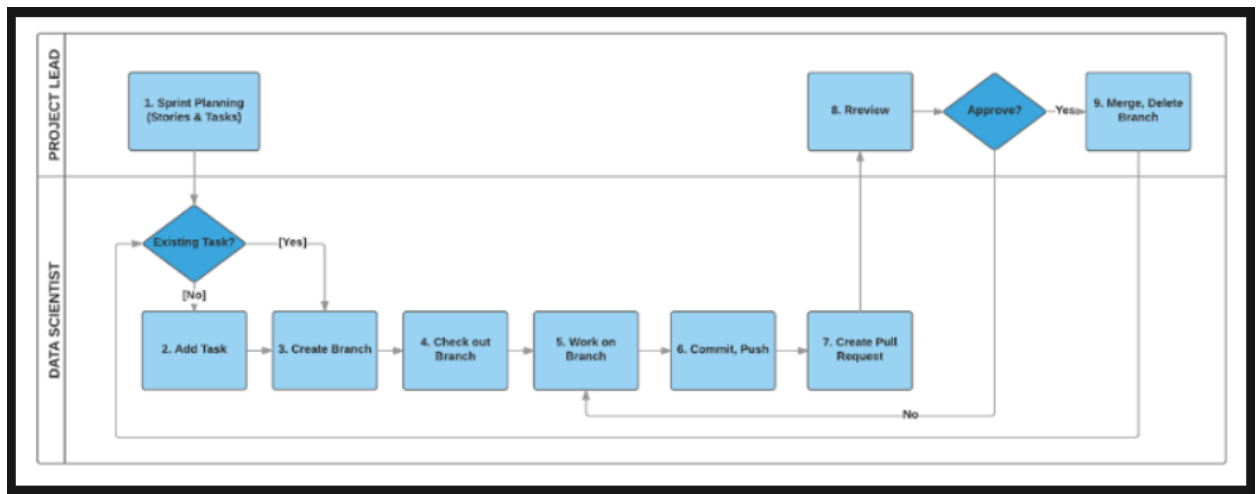 PROJECT LEAD
1. Sprint Planning
(Stories & Tasks)
8. Rreview
Approve?
Yes
9. Merge, Delete
Branch
DATA SCIENTIST
Existing Task?
[Yes]
[No]
2. Add Task
3. Create Branch
4. Check out
Branch
5. Work on
Branch
6. Commit, Push
7. Create Pull
Request
No